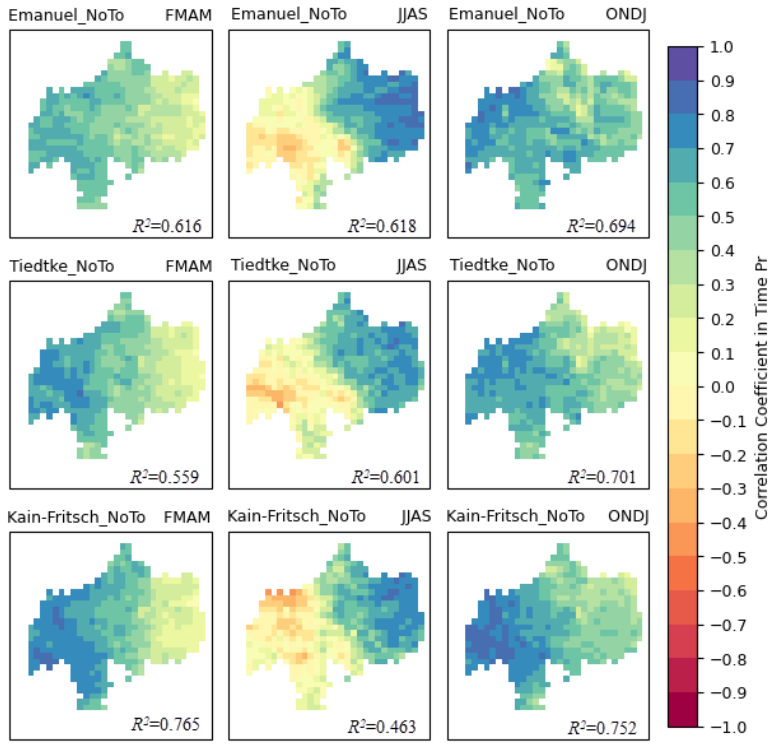 Emanuel_NoTo FMAM
Emanuel_NoTo JJAS
Emanuel_NoTo ONDJ
R²=0.616
R²=0.618
R²=0.694
Tiedtke_NoTo FMAM
Tiedtke_NoTo JJAS
Tiedtke_NoTo ONDJ
R²=0.559
R²=0.601
R²=0.701
Kain-Fritsch_NoTo FMAM
Kain-Fritsch_NoTo JJAS
Kain-Fritsch_NoTo ONDJ
R²=0.765
R²=0.463
R²=0.752
1.0
0.9
0.8
0.7
0.6
0.5
0.4
0.3
0.2
0.1
0.0
−0.1
−0.2
−0.3
−0.4
−0.5
−0.6
−0.7
−0.8
−0.9
−1.0
Correlation Coefficient in Time Pr